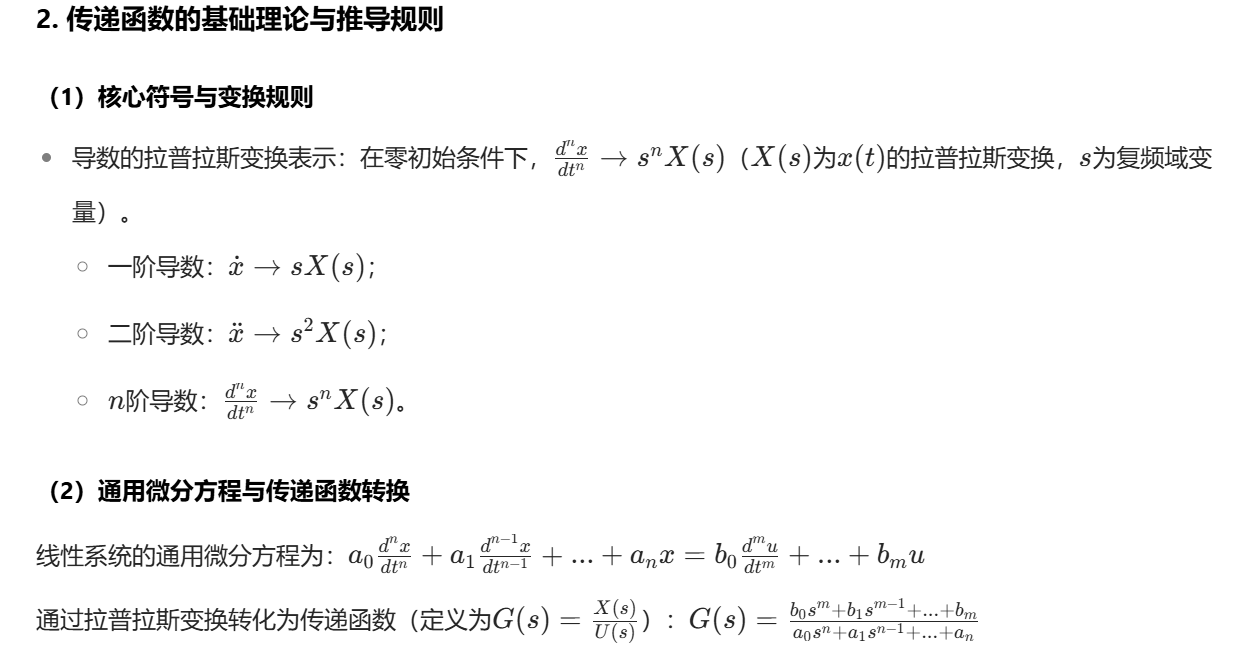 2. 传递函数的基础理论与推导规则
（1）核心符号与变换规则
• 导数的拉普拉斯变换表示：在零初始条件下，$\frac{d^n x}{dt^n} \to s^n X(s)$（$X(s)$为$x(t)$的拉普拉斯变换，$s$为复频域变
量）。
○ 一阶导数：$\dot{x} \to sX(s)$；
○ 二阶导数：$\ddot{x} \to s^2 X(s)$；
○ $n$阶导数：$\frac{d^n x}{dt^n} \to s^n X(s)$。
（2）通用微分方程与传递函数转换
线性系统的通用微分方程为：$a_0 \frac{d^n x}{dt^n} + a_1 \frac{d^{n-1} x}{dt^{n-1}} + ... + a_n x = b_0 \frac{d^m u}{dt^m} + ... + b_m u$
通过拉普拉斯变换转化为传递函数（定义为$G(s) = \frac{X(s)}{U(s)}$）：$G(s) = \frac{b_0 s^m + b_1 s^{m-1} + ... + b_m}{a_0 s^n + a_1 s^{n-1} + ... + a_n}$